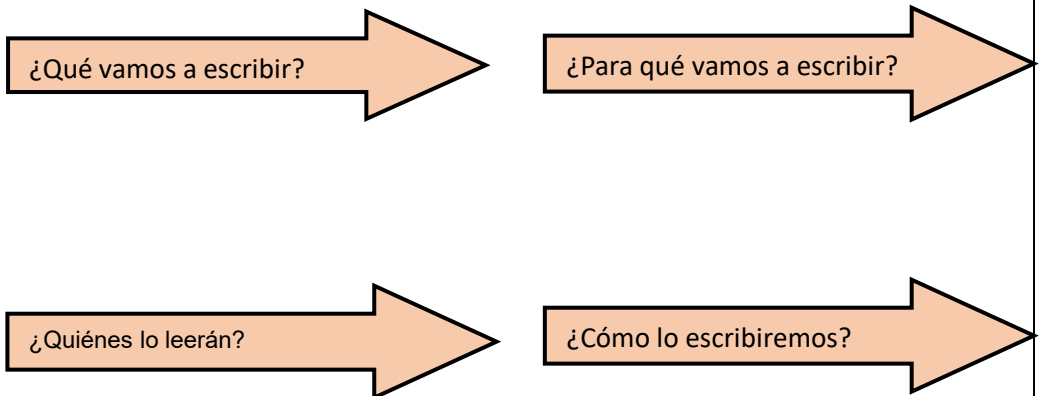 ¿Qué vamos a escribir?
¿Para qué vamos a escribir?
¿Quiénes lo leerán?
¿Cómo lo escribiremos?